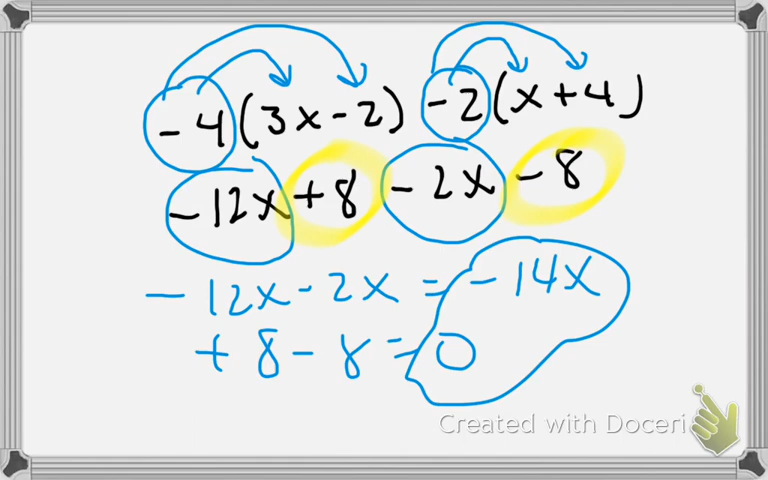 -4(3x-2) -2(x+4)
-12x+8 -2x -8
-12x-2x=-14x
+8-8=0
Created with Doceri